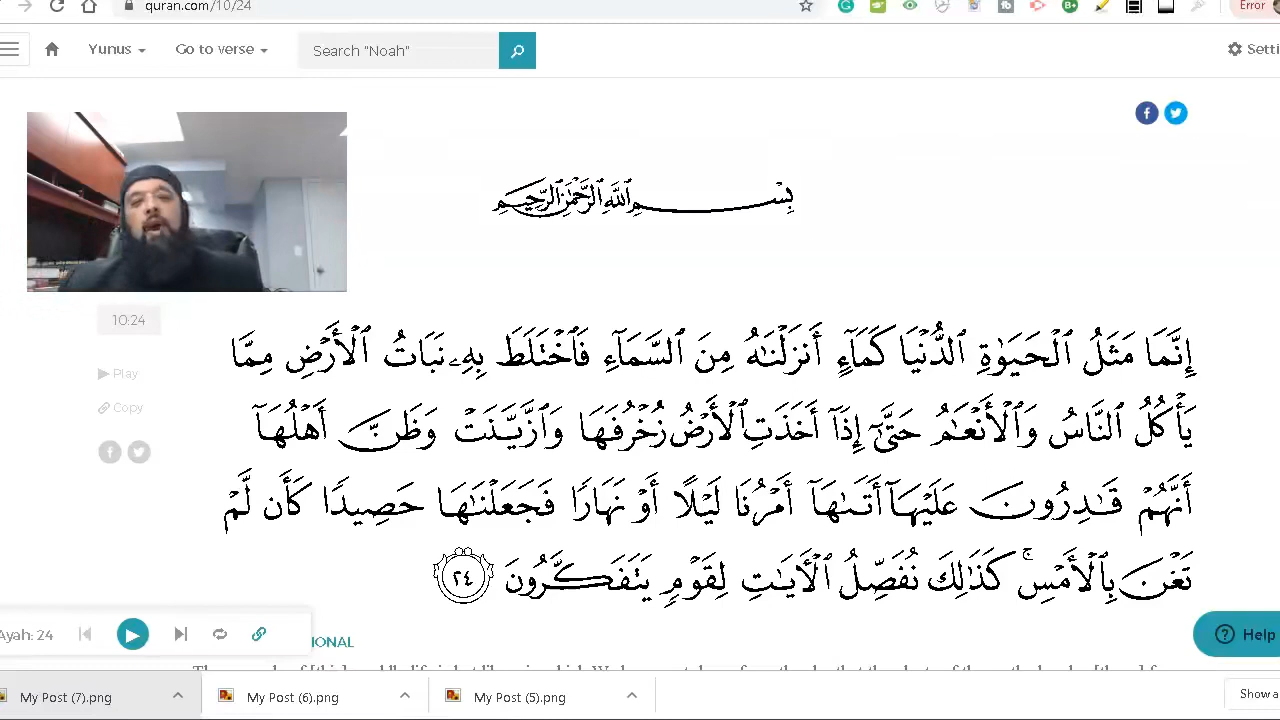 quran.com/10/24
Error
Yunus
Go to verse
Search "Noah"
Setti
بِسْمِ ٱللَّهِ ٱلرَّحْمَٰنِ ٱلرَّحِيمِ
10:24
Play
Copy
إِنَّمَا مَثَلُ ٱلْحَيَوٰةِ ٱلدُّنْيَا كَمَآءٍ أَنزَلْنَـٰهُ مِنَ ٱلسَّمَآءِ فَٱخْتَلَطَ بِهِۦ نَبَاتُ ٱلْأَرْضِ مِمَّا
يَأْكُلُ ٱلنَّاسُ وَٱلْأَنْعَـٰمُ حَتَّىٰٓ إِذَآ أَخَذَتِ ٱلْأَرْضُ زُخْرُفَهَا وَٱزَّيَّنَتْ وَظَنَّ أَهْلُهَآ
أَنَّهُمْ قَـٰدِرُونَ عَلَيْهَآ أَتَىٰهَآ أَمْرُنَا لَيْلًا أَوْ نَهَارًا فَجَعَلْنَـٰهَا حَصِيدًا كَأَن لَّمْ
تَغْنَ بِٱلْأَمْسِ ۚ كَذَٰلِكَ نُفَصِّلُ ٱلْـَٔايَـٰتِ لِقَوْمٍ يَتَفَكَّرُونَ ٢٤
Ayah: 24
IONAL
Help
My Post (7).png
My Post (6).png
My Post (5).png
Show a